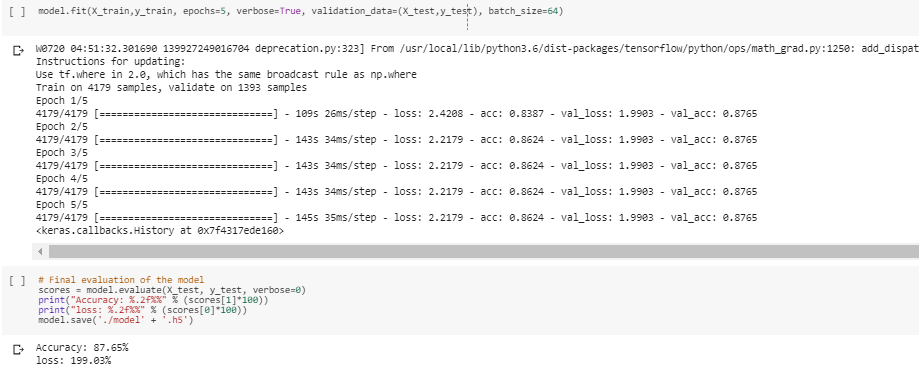 [ ] model.fit(X_train,y_train, epochs=5, verbose=True, validation_data=(X_test,y_test), batch_size=64)
W0720 04:51:32.301690 139927249016704 deprecation.py:323] From /usr/local/lib/python3.6/dist-packages/tensorflow/python/ops/math_grad.py:1250: add_dispat
Instructions for updating:
Use tf.where in 2.0, which has the same broadcast rule as np.where
Train on 4179 samples, validate on 1393 samples
Epoch 1/5
4179/4179 [==============================] - 109s 26ms/step - loss: 2.4208 - acc: 0.8387 - val_loss: 1.9903 - val_acc: 0.8765
Epoch 2/5
4179/4179 [==============================] - 143s 34ms/step - loss: 2.2179 - acc: 0.8624 - val_loss: 1.9903 - val_acc: 0.8765
Epoch 3/5
4179/4179 [==============================] - 143s 34ms/step - loss: 2.2179 - acc: 0.8624 - val_loss: 1.9903 - val_acc: 0.8765
Epoch 4/5
4179/4179 [==============================] - 143s 34ms/step - loss: 2.2179 - acc: 0.8624 - val_loss: 1.9903 - val_acc: 0.8765
Epoch 5/5
4179/4179 [==============================] - 145s 35ms/step - loss: 2.2179 - acc: 0.8624 - val_loss: 1.9903 - val_acc: 0.8765
<keras.callbacks.History at 0x7f4317ede160>
[ ] # Final evaluation of the model
scores = model.evaluate(X_test, y_test, verbose=0)
print("Accuracy: %.2f%%" % (scores[1]*100))
print("loss: %.2f%%" % (scores[0]*100))
model.save('./model' + '.h5')
Accuracy: 87.65%
loss: 199.03%